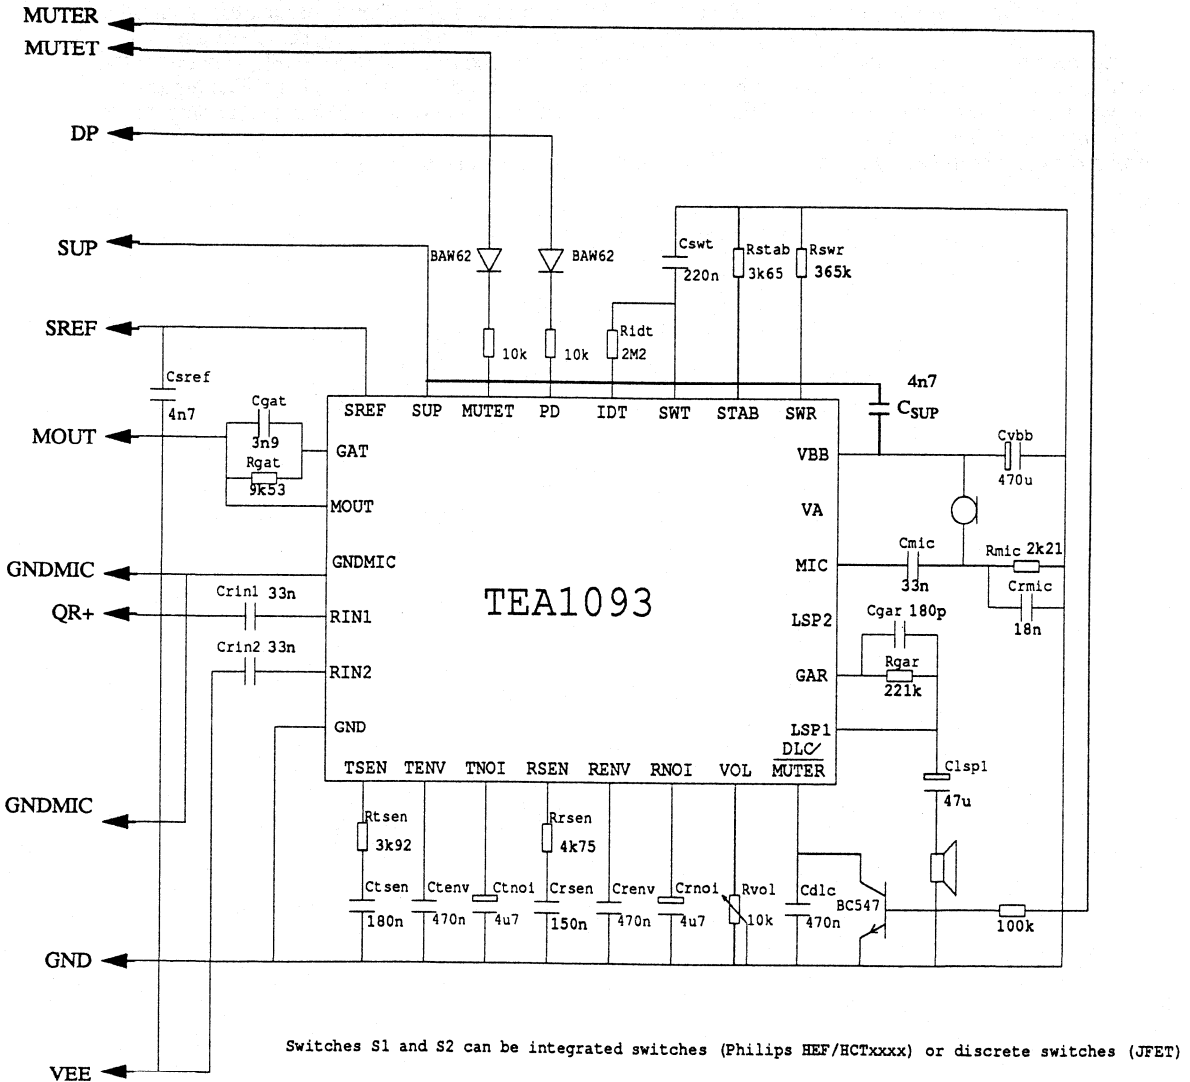 MUTER
MUTET
DP
SUP
BAW62
BAW62
Cswt
220n
Rstab
3k65
Rswr
365k
SREF
10k
10k
Ridt
2M2
Csref
4n7
4n7
CSUP
Cgat
3n9
SREF SUP MUTET PD IDT SWT STAB SWR
MOUT
Rgat
9k53
GAT
VBB
Cvbb
470u
MOUT
VA
GNDMIC
GNDMIC
MIC
Cmic
33n
Rmic 2k21
Crmic
18n
QR+
Crin1 33n
RIN1
TEA1093
LSP2
Cgar 180p
Crin2 33n
RIN2
GAR
Rgar
221k
GND
LSP1
DLC/
MUTER
TSEN TENV TNOI RSEN RENV RNOI VOL
Clsp1
47u
GNDMIC
Rtsen
3k92
Rrsen
4k75
Ctsen
180n
Ctenv
470n
Ctnoi
4u7
Crsen
150n
Crenv
470n
Crnoi
4u7
Rvol
10k
Cdlc
470n
BC547
100k
GND
Switches S1 and S2 can be integrated switches (Philips HEF/HCTxxxx) or discrete switches (JFET)
VEE